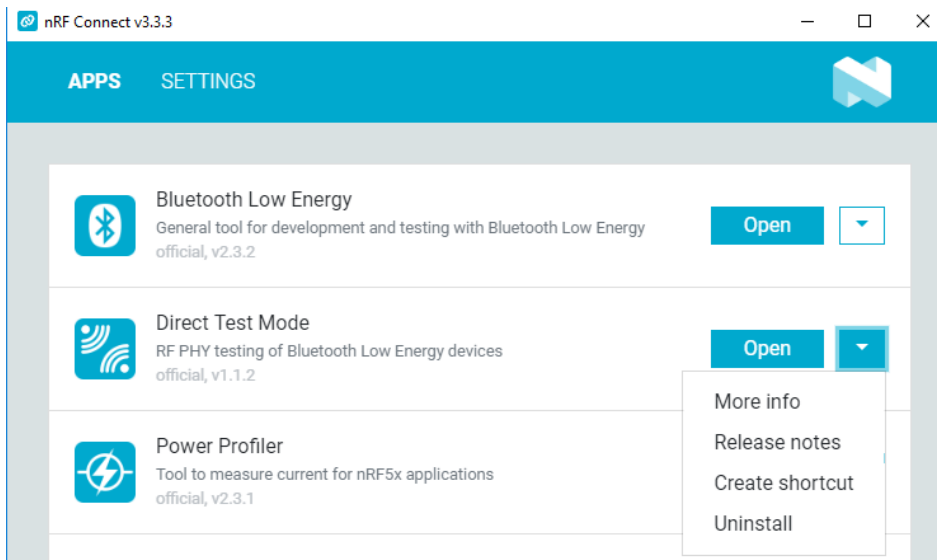 nRF Connect v3.3.3
APPS SETTINGS
Bluetooth Low Energy
General tool for development and testing with Bluetooth Low Energy
official, v2.3.2
Open
Direct Test Mode
RF PHY testing of Bluetooth Low Energy devices
official, v1.1.2
Open
More info
Release notes
Create shortcut
Uninstall
Power Profiler
Tool to measure current for nRF5x applications
official, v2.3.1